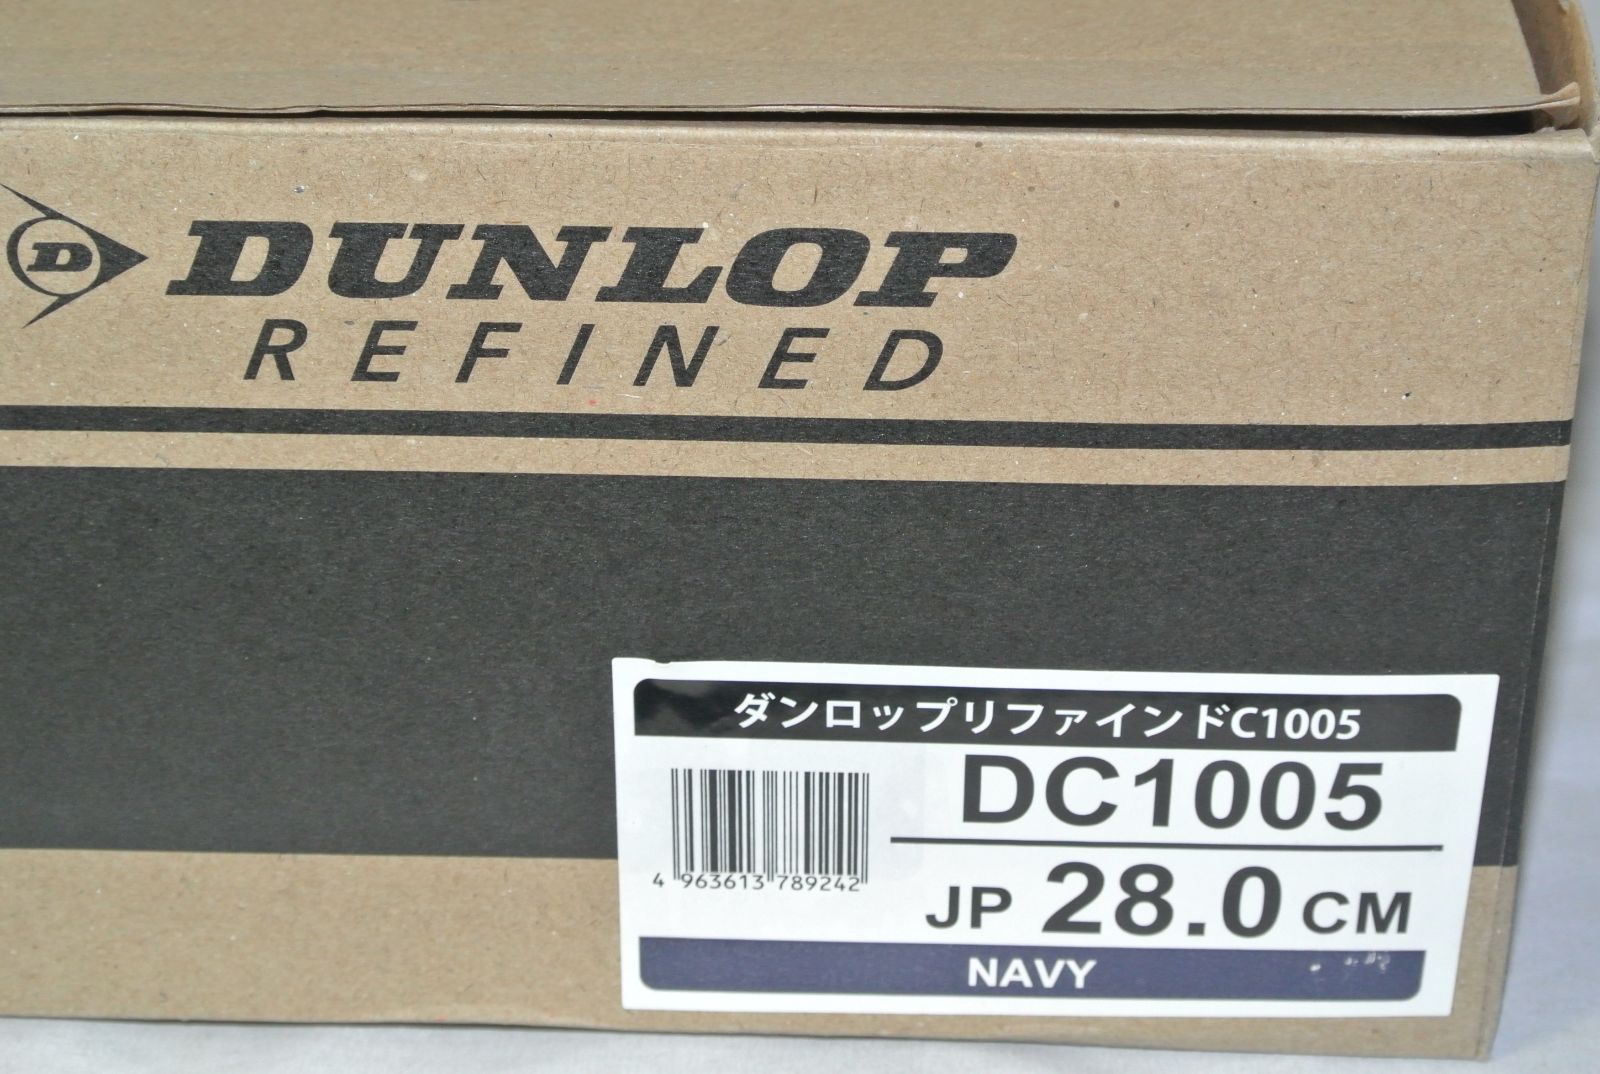 D DUNLOP
REFINED
ダンロップリファインドC1005
DC1005
4 963613 789242
JP 28.0 CM
NAVY